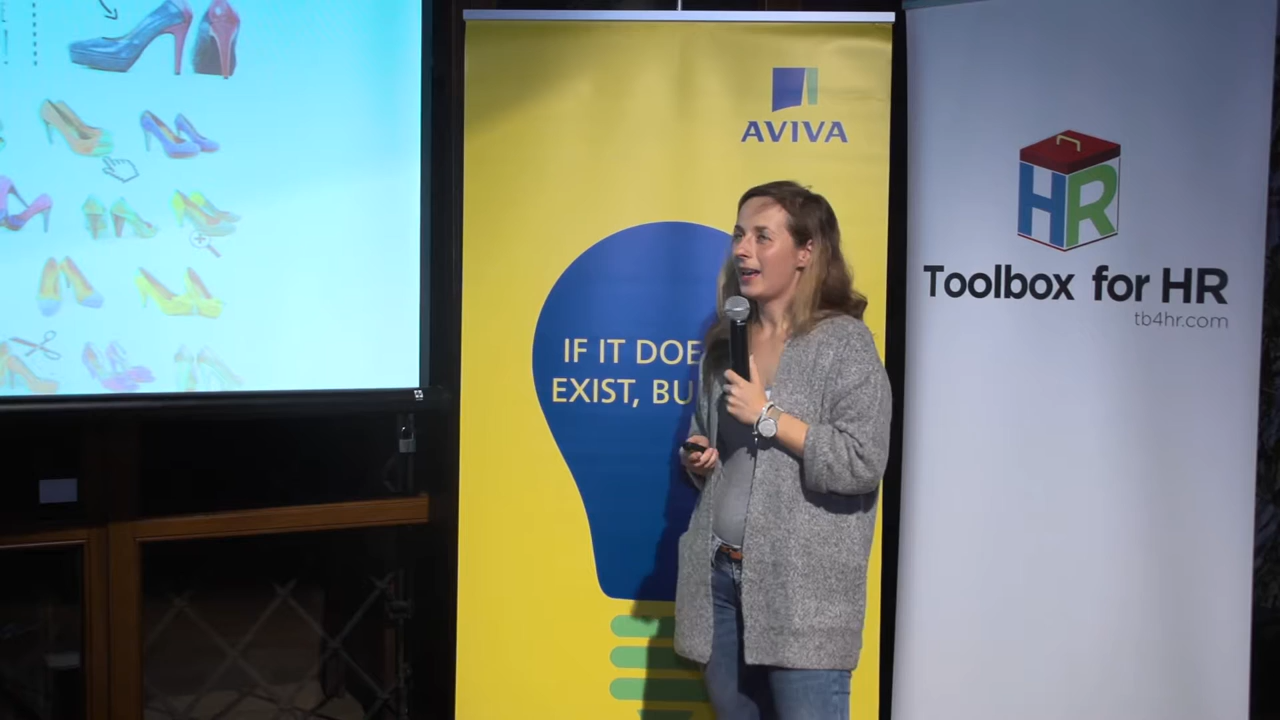 AVIVA
IF IT DOE
EXIST, BU
HR
Toolbox for HR
tb4hr.com